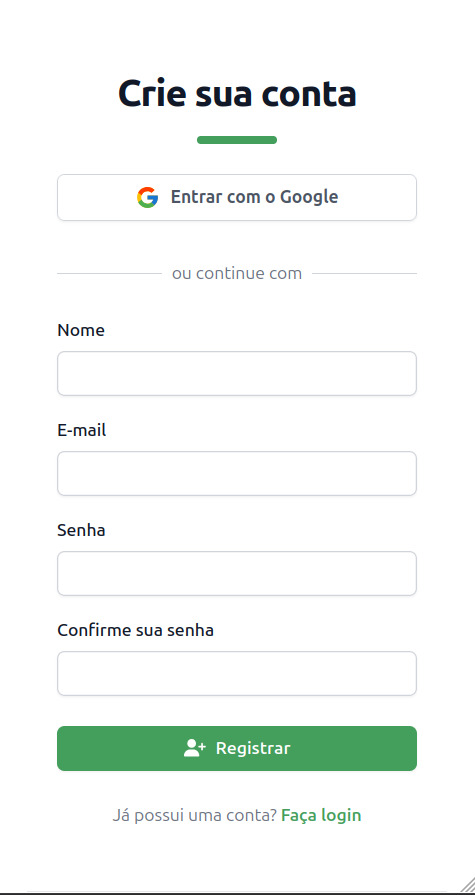 Crie sua conta
Entrar com o Google
ou continue com
Nome
E-mail
Senha
Confirme sua senha
Registrar
Já possui uma conta? Faça login